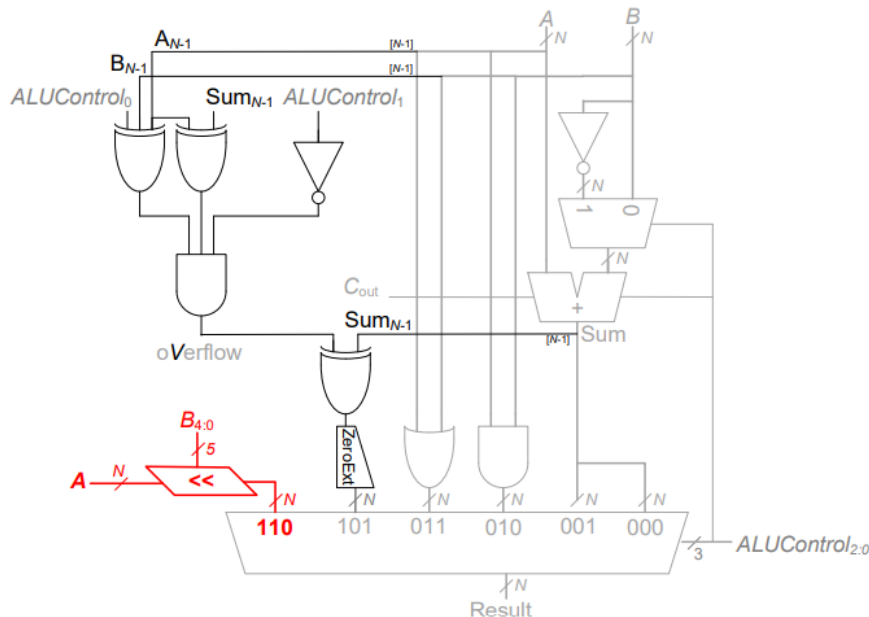 A B
N N
A_{N-1} [N-1]
B_{N-1} [N-1]
ALUControl_0 Sum_{N-1} ALUControl_1
N
1 0
N
C_out
+
Sum_{N-1} Sum
[N-1]
oVerflow
B_{4:0}
5
ZeroExt
A N <<
N N N N N N
110 101 011 010 001 000
3 ALUControl_{2:0}
N
Result